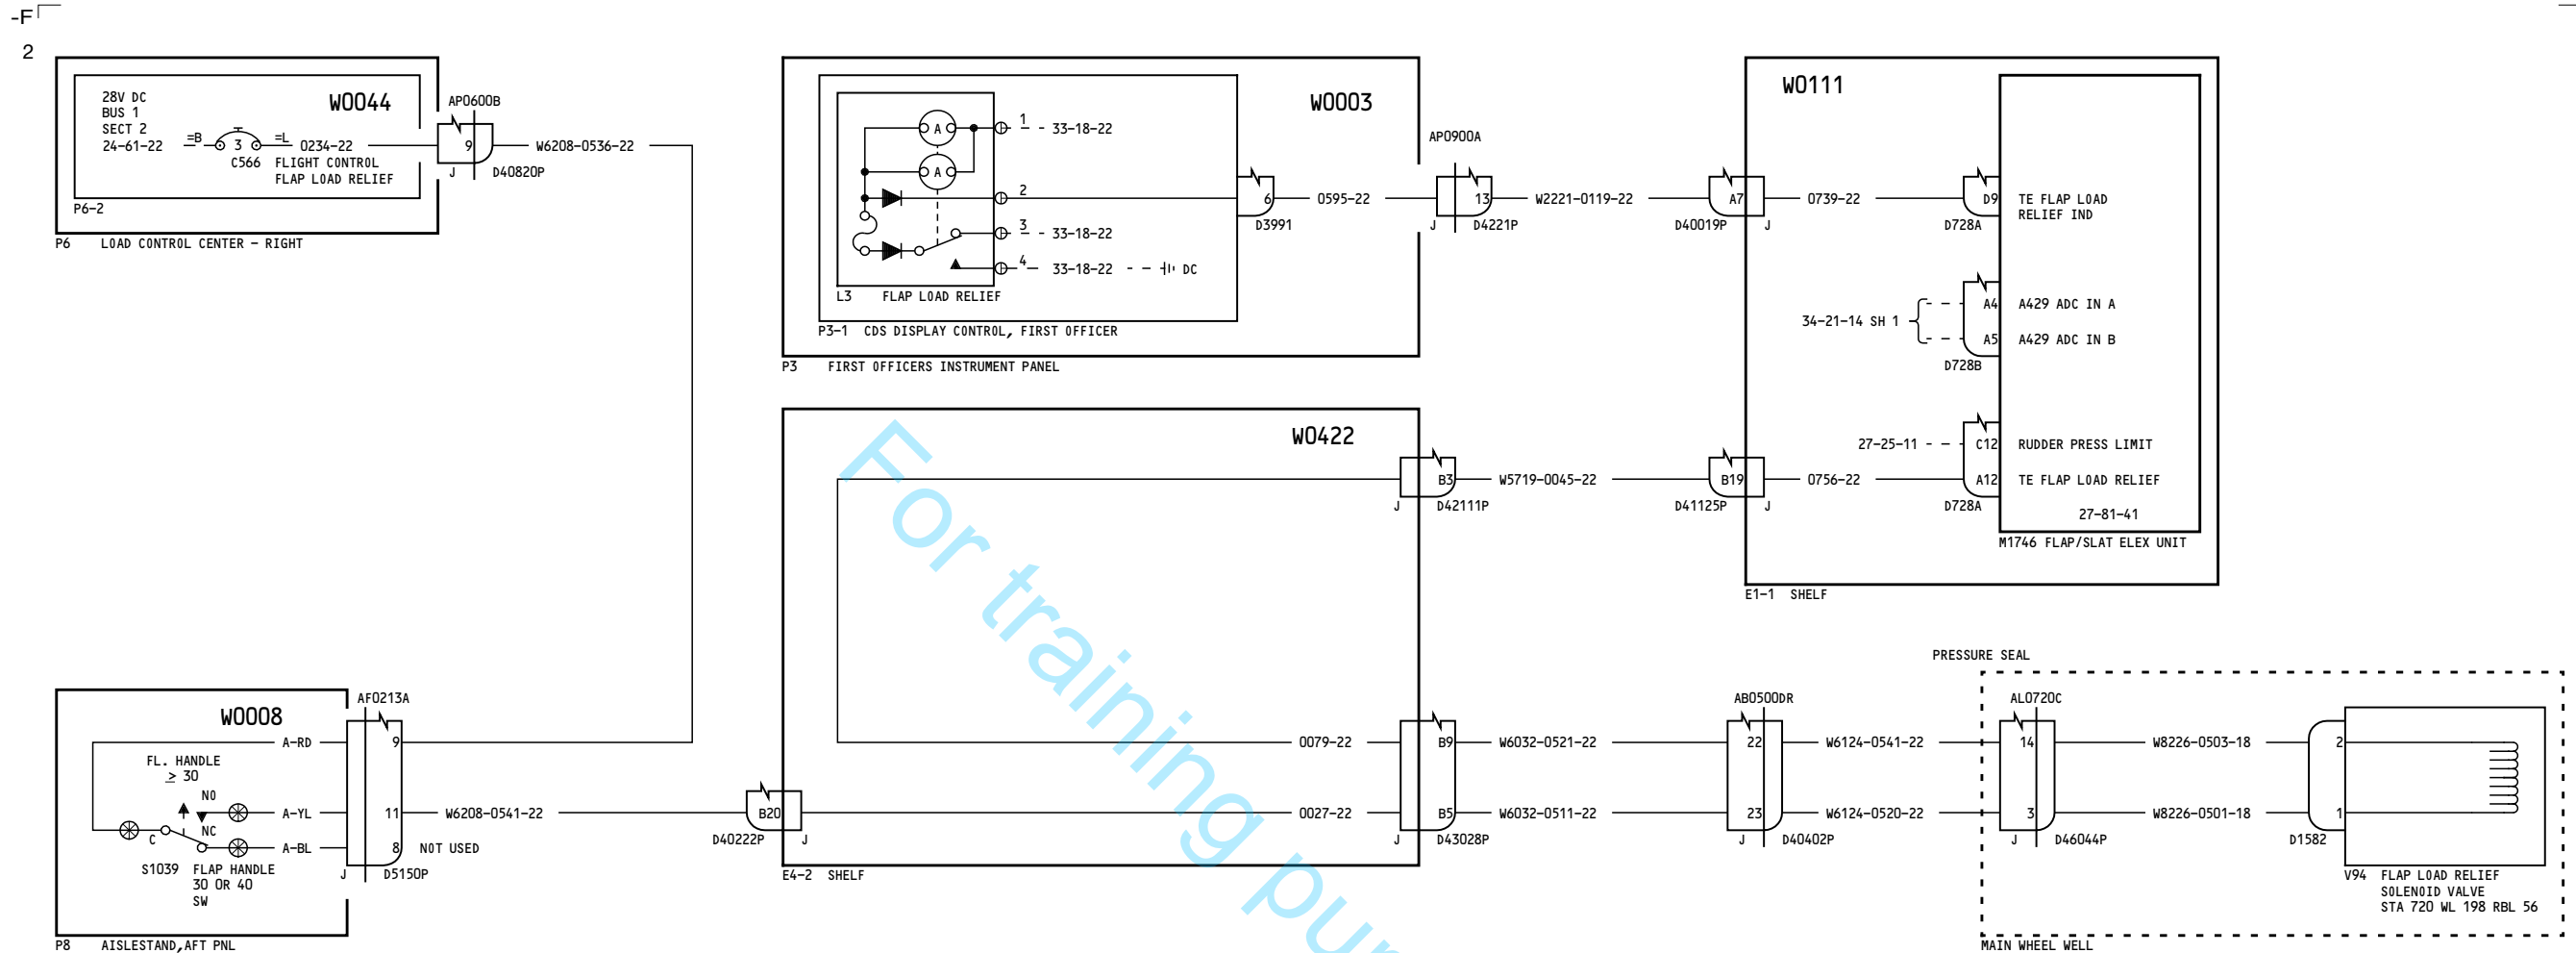 -F
2
28V DC
BUS 1
SECT 2
24-61-22
=B
3
=L
0234-22
C566
FLIGHT CONTROL
FLAP LOAD RELIEF
W0044
P6-2
P6 LOAD CONTROL CENTER - RIGHT
AP0600B
9
J
D40820P
W6208-0536-22
W0003
A
A
1
33-18-22
2
3
33-18-22
4
33-18-22
DC
L3 FLAP LOAD RELIEF
P3-1 CDS DISPLAY CONTROL, FIRST OFFICER
P3 FIRST OFFICERS INSTRUMENT PANEL
6
D3991
0595-22
AP0900A
13
J
D4221P
W2221-0119-22
W0111
A7
D40019P
J
0739-22
D9
D728A
TE FLAP LOAD
RELIEF IND
34-21-14 SH 1
A4
A429 ADC IN A
A5
A429 ADC IN B
D728B
27-25-11
C12
RUDDER PRESS LIMIT
B19
D41125P
J
0756-22
A12
TE FLAP LOAD RELIEF
D728A
27-81-41
M1746 FLAP/SLAT ELEX UNIT
E1-1 SHELF
W0422
B3
J
D42111P
W5719-0045-22
0079-22
B9
W6032-0521-22
0027-22
B5
W6032-0511-22
J
D43028P
B20
D40222P
J
E4-2 SHELF
W0008
AF0213A
A-RD
9
FL. HANDLE
≥ 30
NO
A-YL
11
W6208-0541-22
C
NC
A-BL
8
NOT USED
S1039 FLAP HANDLE
30 OR 40
SW
J
D5150P
P8 AISLESTAND,AFT PNL
AB0500DR
22
W6124-0541-22
23
W6124-0520-22
J
D40402P
PRESSURE SEAL
AL0720C
14
W8226-0503-18
3
W8226-0501-18
J
D46044P
2
1
D1582
V94 FLAP LOAD RELIEF
SOLENOID VALVE
STA 720 WL 198 RBL 56
MAIN WHEEL WELL
For training pur